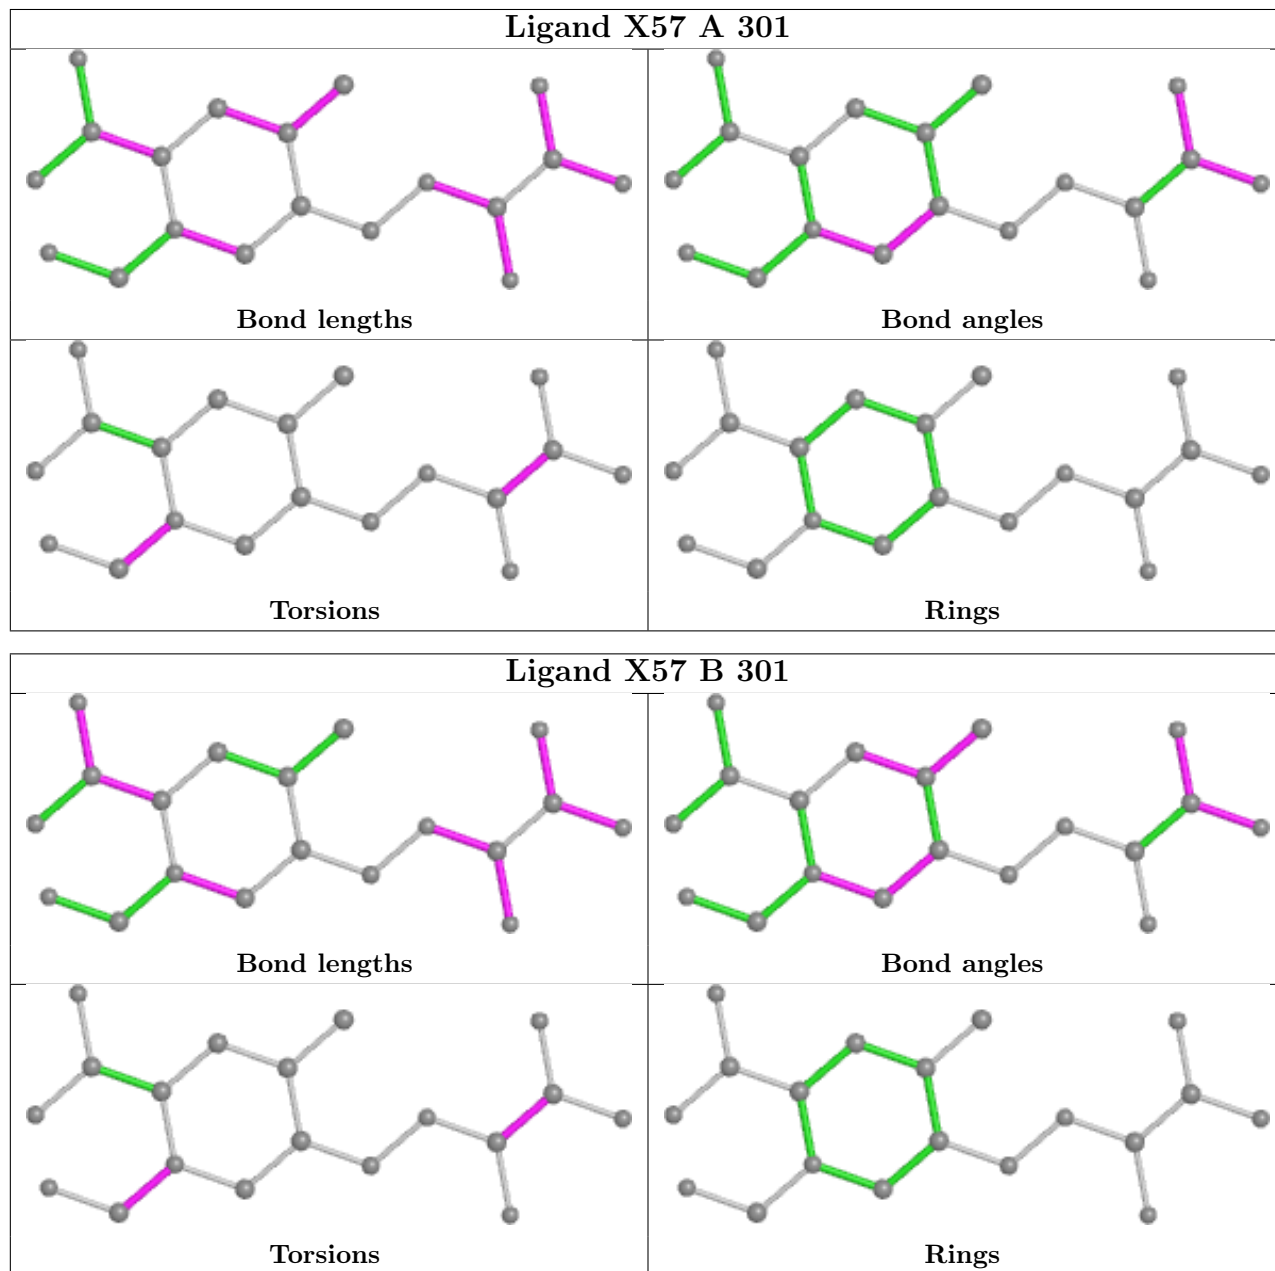 Ligand X57 A 301
Bond lengths
Bond angles
Torsions
Rings
Ligand X57 B 301
Bond lengths
Bond angles
Torsions
Rings